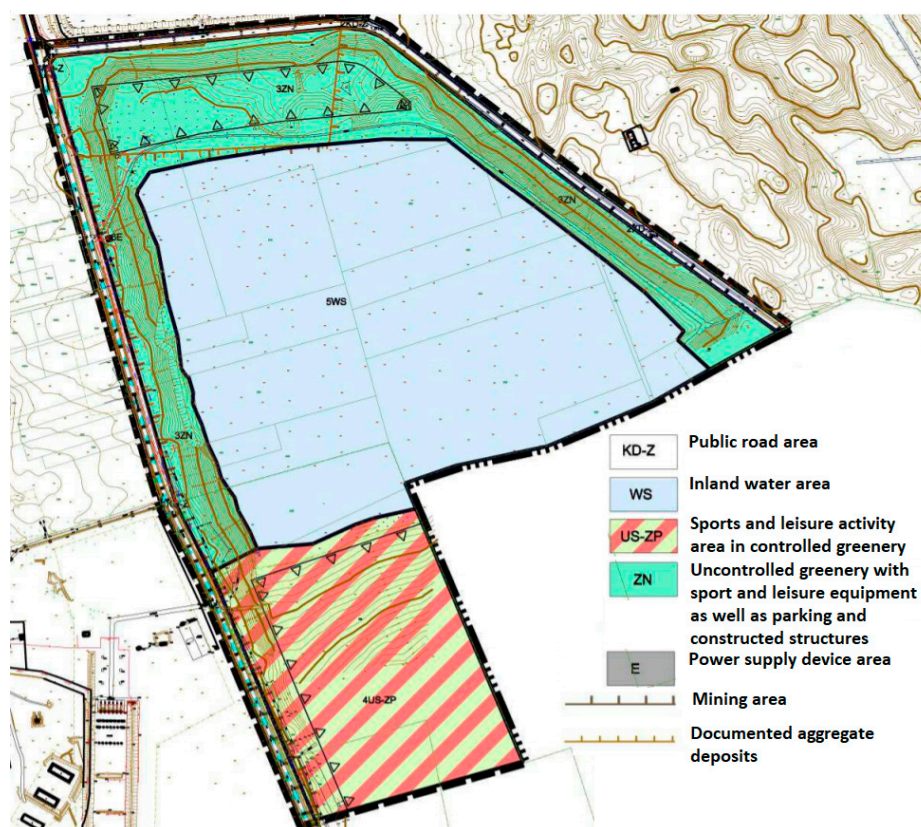 3ZN
3ZN
5WS
3ZN
4US-ZP
KD-Z
Public road area
WS
Inland water area
US-ZP
Sports and leisure activity
area in controlled greenery
ZN
Uncontrolled greenery with
sport and leisure equipment
as well as parking and
constructed structures
E
Power supply device area
Mining area
Documented aggregate
deposits